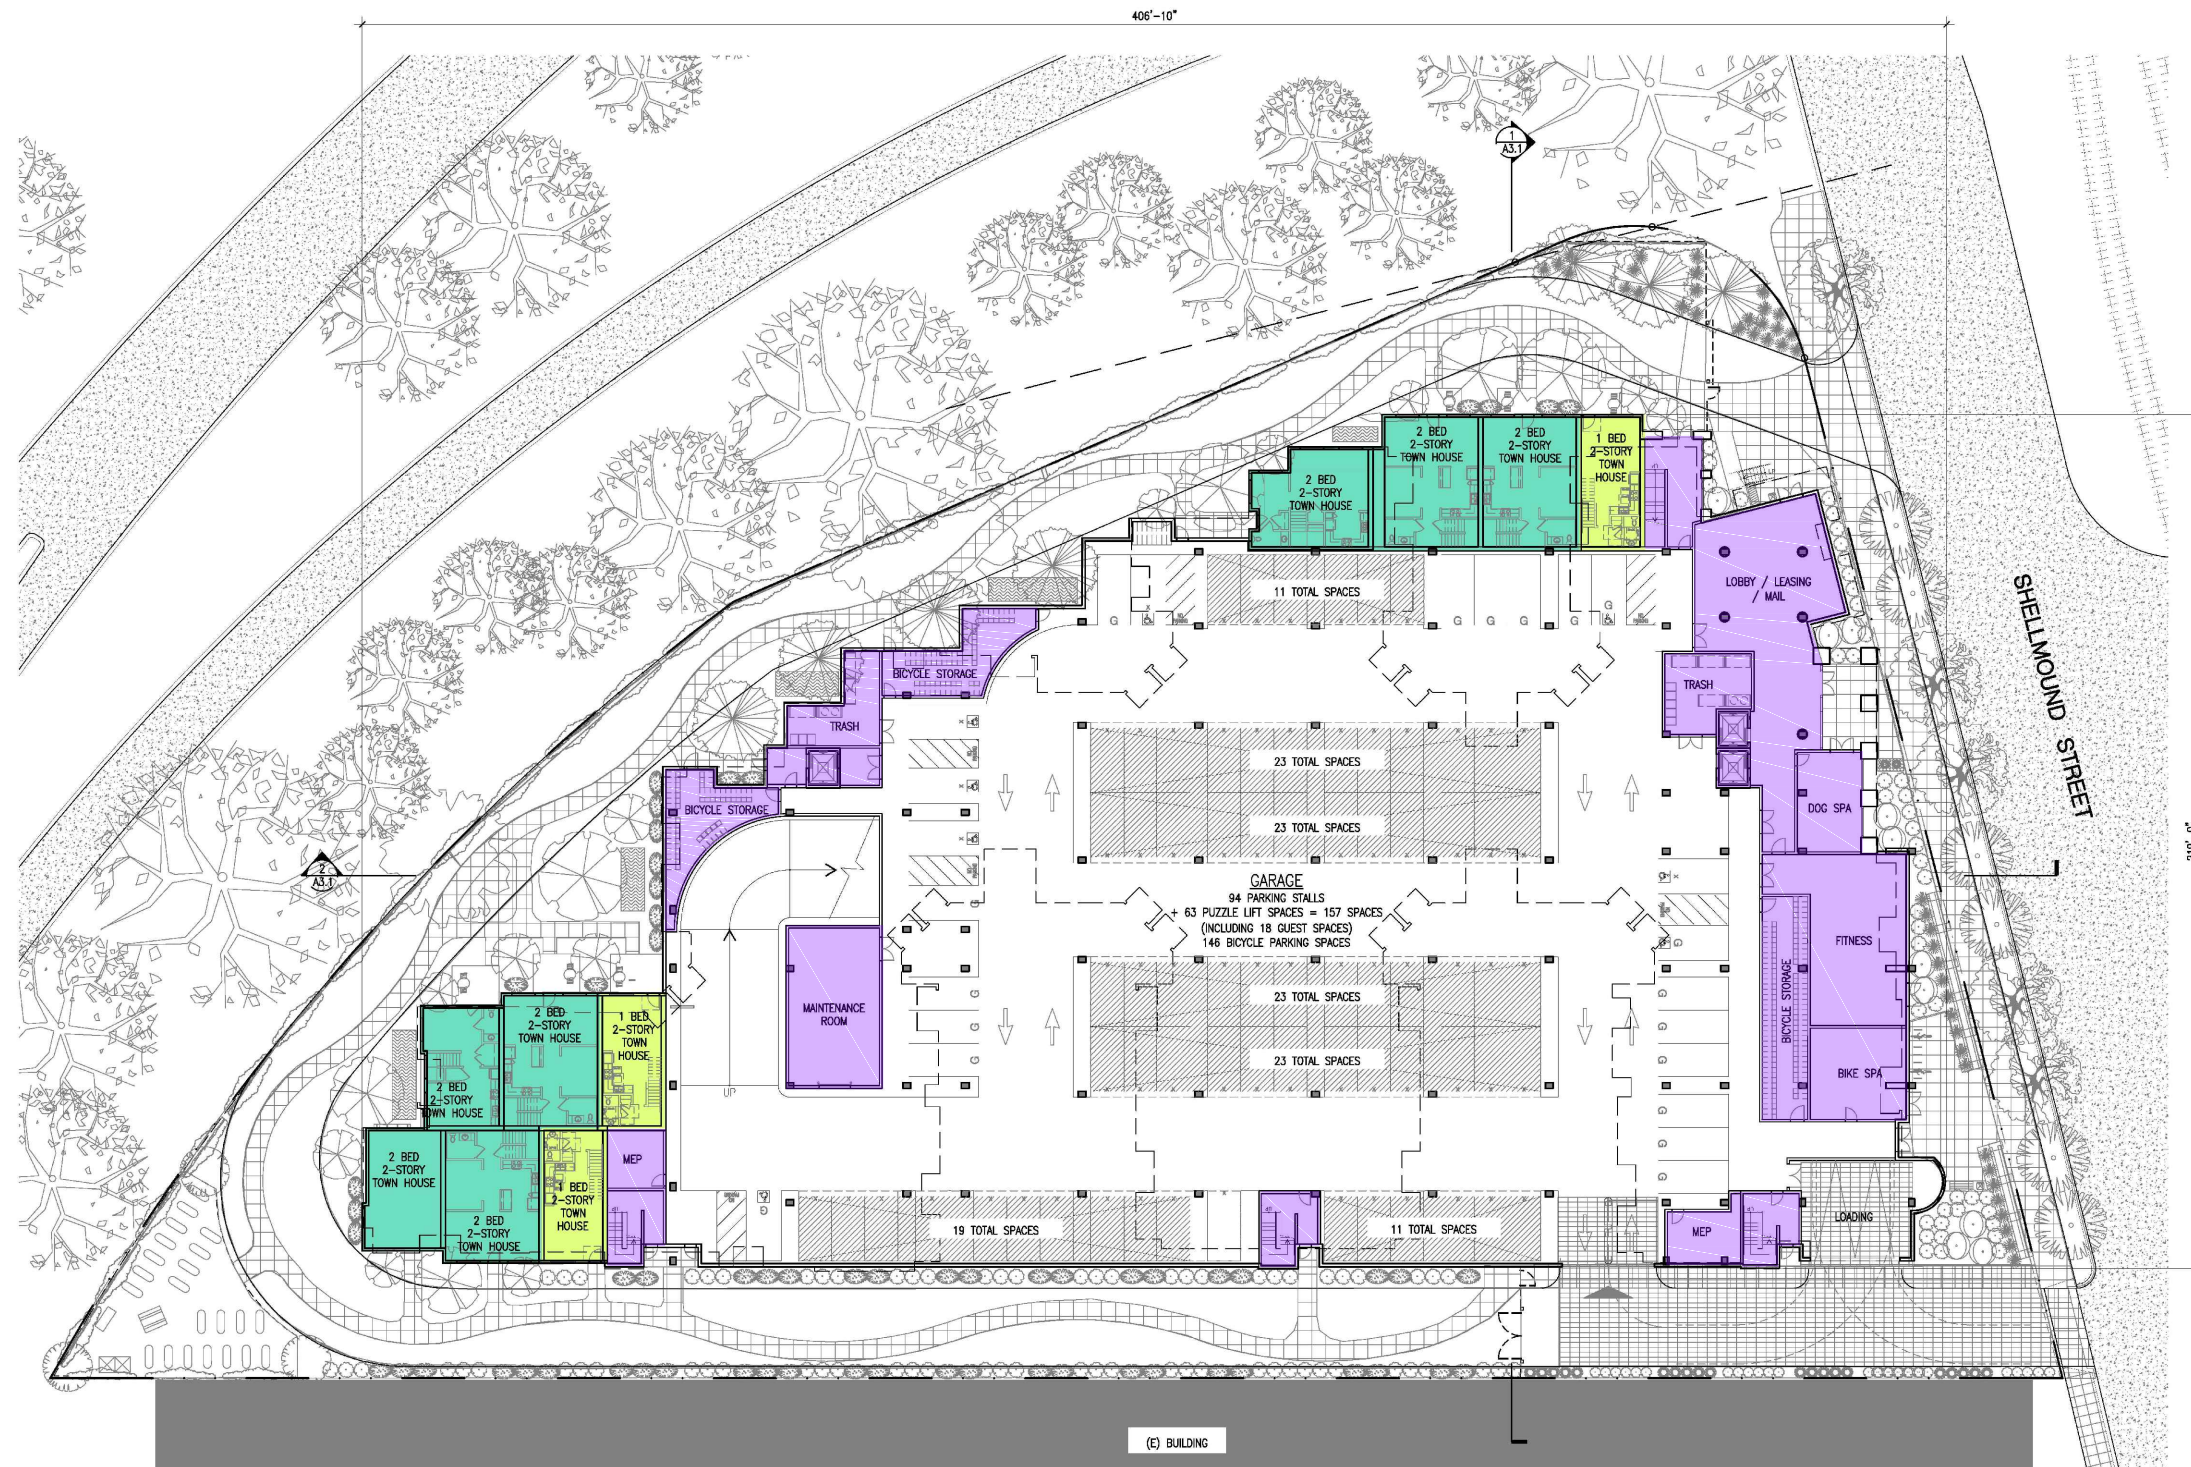 406'-10"
1
A3.1
2 BED
2-STORY
TOWN HOUSE
2 BED
2-STORY
TOWN HOUSE
2 BED
2-STORY
TOWN HOUSE
1 BED
2-STORY
TOWN
HOUSE
UP
LOBBY / LEASING
/ MAIL
SHELLMOUND STREET
11 TOTAL SPACES
G
G
G
G
G
G
BICYCLE STORAGE
TRASH
TRASH
23 TOTAL SPACES
BICYCLE STORAGE
23 TOTAL SPACES
DOG SPA
2
A3.1
GARAGE
94 PARKING STALLS
+ 63 PUZZLE LIFT SPACES = 157 SPACES
(INCLUDING 18 GUEST SPACES)
146 BICYCLE PARKING SPACES
FITNESS
BICYCLE STORAGE
MAINTENANCE
ROOM
23 TOTAL SPACES
23 TOTAL SPACES
BIKE SPA
UP
2 BED
2-STORY
TOWN HOUSE
1 BED
2-STORY
TOWN
HOUSE
2 BED
2-STORY
TOWN HOUSE
2 BED
2-STORY
TOWN HOUSE
2 BED
2-STORY
TOWN HOUSE
1 BED
2-STORY
TOWN
HOUSE
MEP
19 TOTAL SPACES
UP
11 TOTAL SPACES
MEP
LOADING
(E) BUILDING